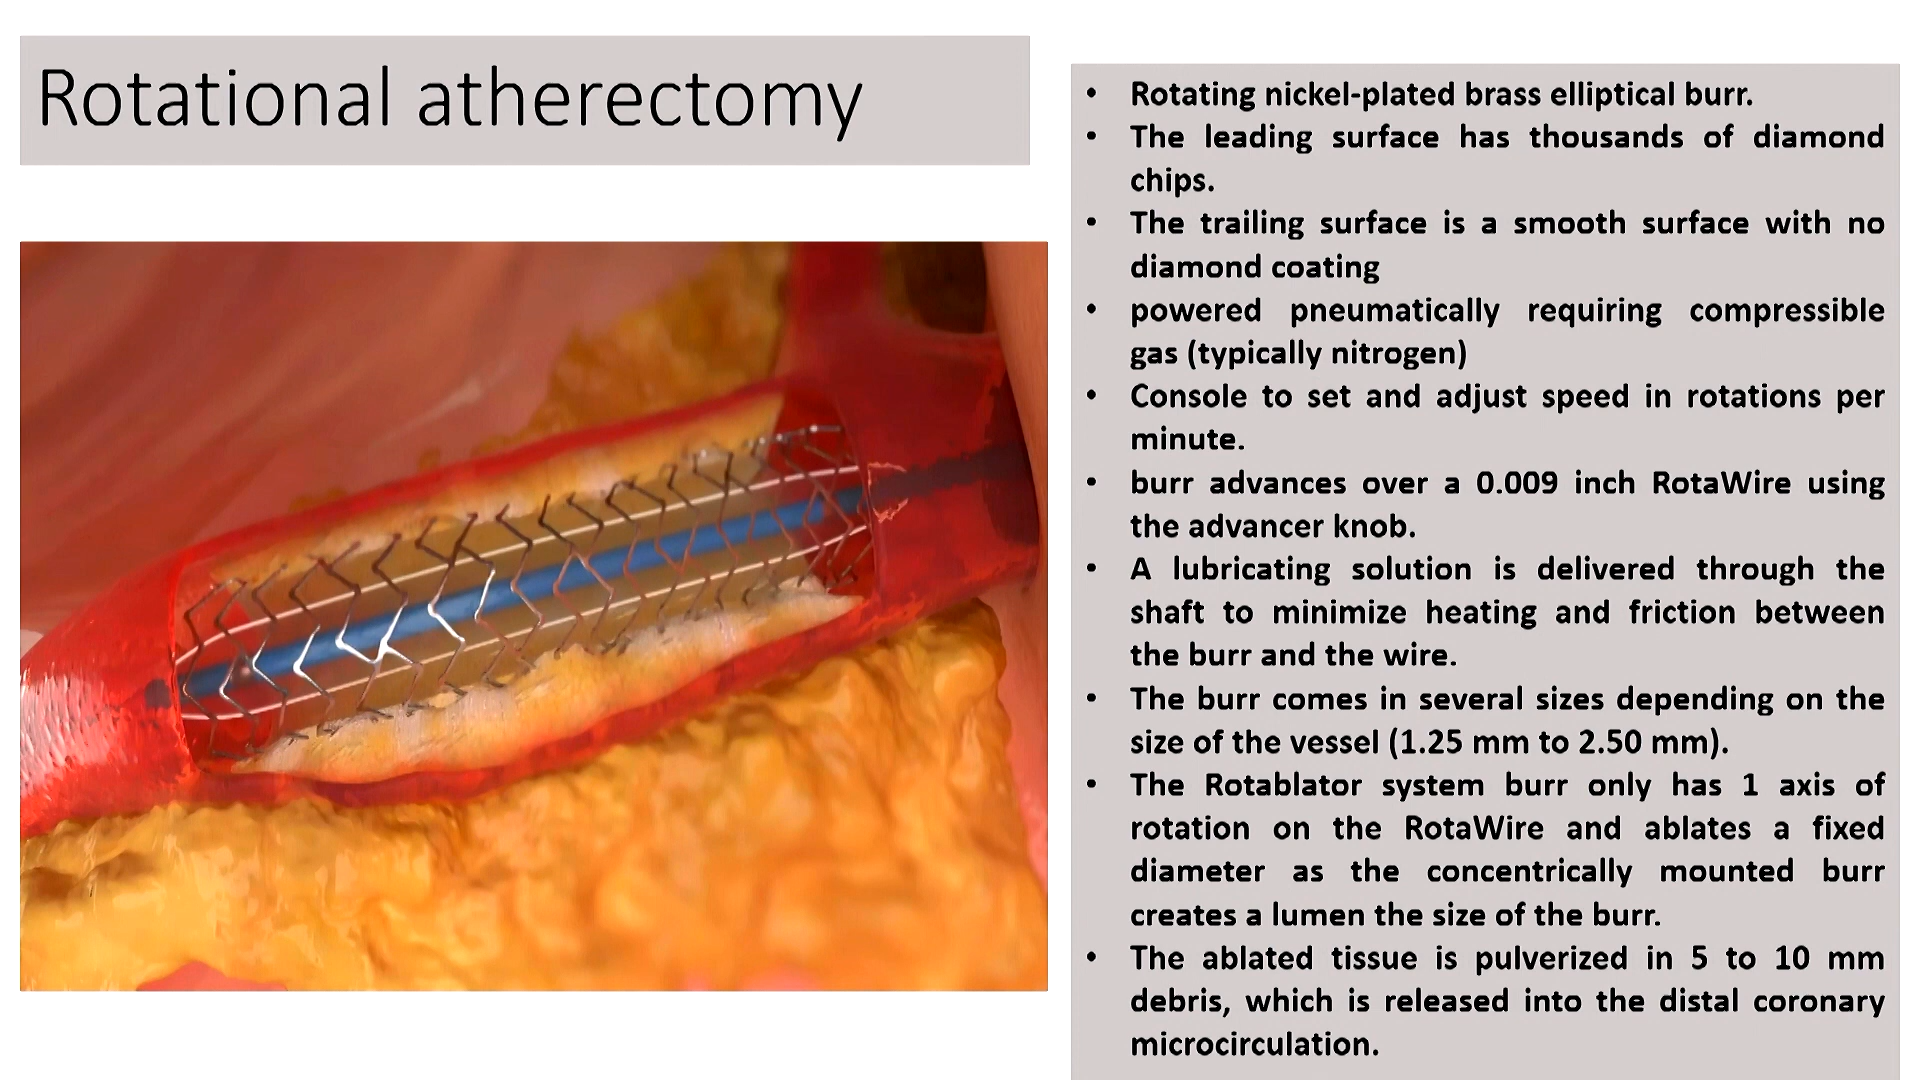 Rotational atherectomy
• Rotating nickel-plated brass elliptical burr.
• The leading surface has thousands of diamond
chips.
• The trailing surface is a smooth surface with no
diamond coating
• powered pneumatically requiring compressible
gas (typically nitrogen)
• Console to set and adjust speed in rotations per
minute.
• burr advances over a 0.009 inch RotaWire using
the advancer knob.
• A lubricating solution is delivered through the
shaft to minimize heating and friction between
the burr and the wire.
• The burr comes in several sizes depending on the
size of the vessel (1.25 mm to 2.50 mm).
• The Rotablator system burr only has 1 axis of
rotation on the RotaWire and ablates a fixed
diameter as the concentrically mounted burr
creates a lumen the size of the burr.
• The ablated tissue is pulverized in 5 to 10 mm
debris, which is released into the distal coronary
microcirculation.